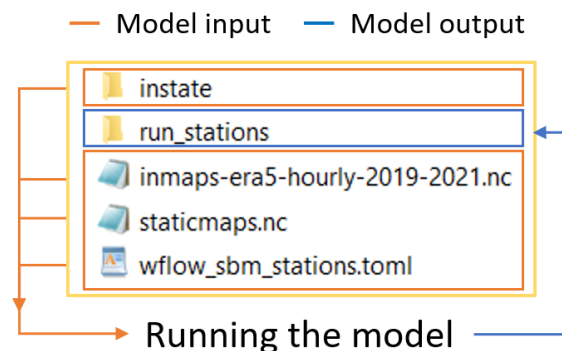 Model input Model output
instate
run_stations
inmaps-era5-hourly-2019-2021.nc
staticmaps.nc
wflow_sbm_stations.toml
Running the model